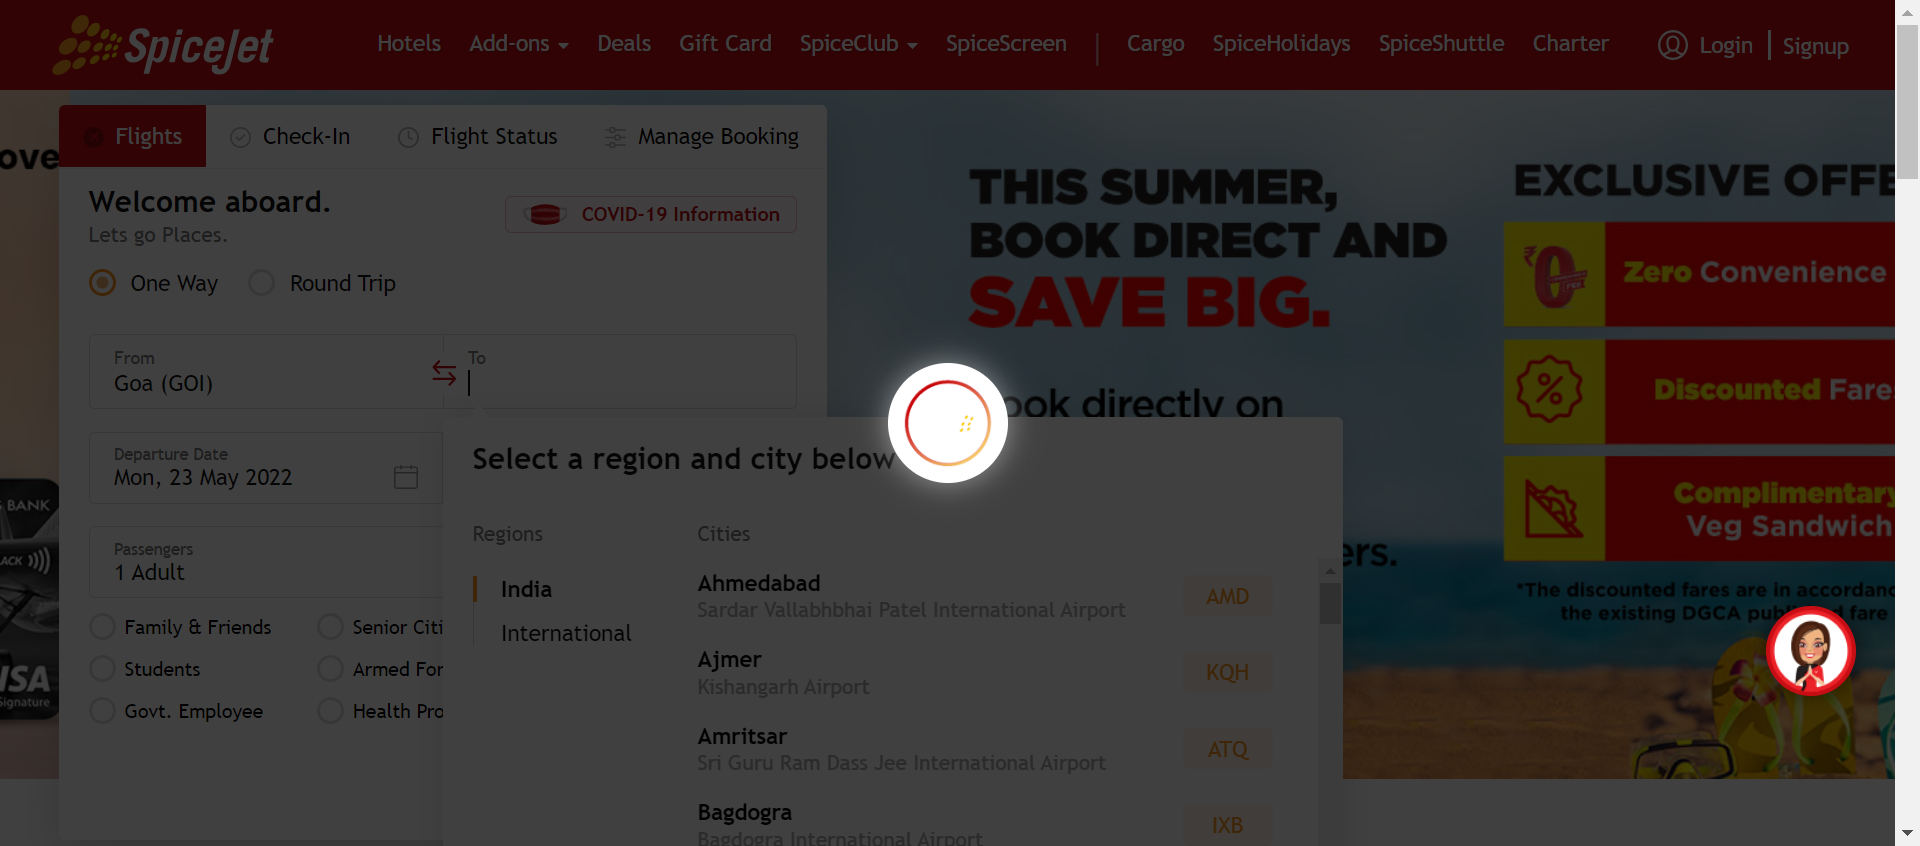 SpiceJet
Hotels
Add-ons
Deals
Gift Card
SpiceClub
SpiceScreen
Cargo
SpiceHolidays
SpiceShuttle
Charter
Login
Signup
Flights
Check-In
Flight Status
Manage Booking
Welcome aboard.
COVID-19 Information
Lets go Places.
One Way
Round Trip
From
Goa (GOI)
To
Departure Date
Mon, 23 May 2022
Passengers
1 Adult
Family & Friends
Senior Citi
Students
Armed For
Govt. Employee
Health Pro
Select a region and city below
Regions
Cities
India
International
Ahmedabad
Sardar Vallabhbhai Patel International Airport
AMD
Ajmer
Kishangarh Airport
KQH
Amritsar
Sri Guru Ram Dass Jee International Airport
ATQ
Bagdogra
Bagdogra International Airport
IXB
THIS SUMMER,
BOOK DIRECT AND
SAVE BIG.
ook directly on
ers.
EXCLUSIVE OFFE
Zero Convenience
Discounted Fares
Complimentary
Veg Sandwich
*The discounted fares are in accordanc
the existing DGCA pub d fare
ove
BANK
ACK
ISA
Signature